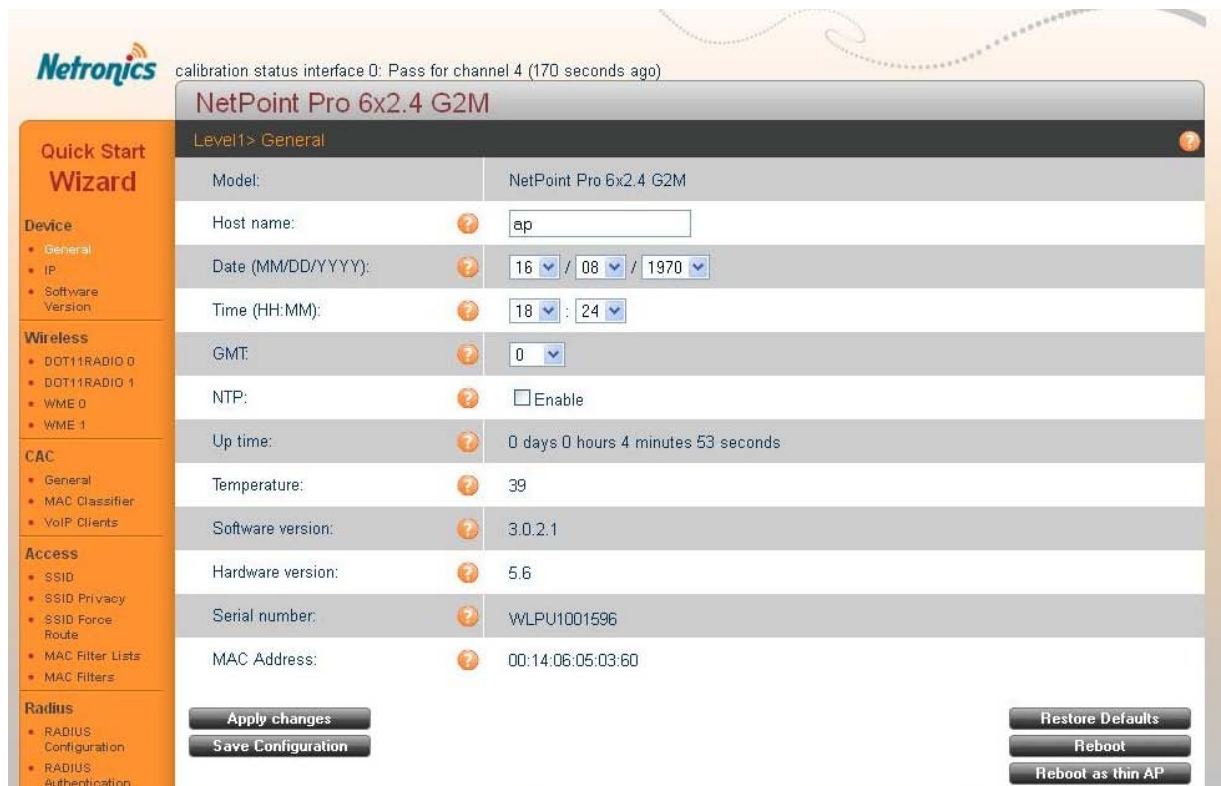 Netronics
calibration status interface 0: Pass for channel 4 (170 seconds ago)
NetPoint Pro 6x2.4 G2M
Quick Start
Wizard
Device
General
IP
Software
Version
Wireless
DOT11RADIO 0
DOT11RADIO 1
WME 0
WME 1
CAC
General
MAC Classifier
VoIP Clients
Access
SSID
SSID Privacy
SSID Force
Route
MAC Filter Lists
MAC Filters
Radius
RADIUS
Configuration
RADIUS
Authentication
Level1> General ?
Model: NetPoint Pro 6x2.4 G2M
Host name: ? ap
Date (MM/DD/YYYY): ? 16 / 08 / 1970
Time (HH:MM): ? 18 : 24
GMT: ? 0
NTP: ? Enable
Up time: ? 0 days 0 hours 4 minutes 53 seconds
Temperature: ? 39
Software version: ? 3.0.2.1
Hardware version: ? 5.6
Serial number: ? WLPU1001596
MAC Address: ? 00:14:06:05:03:60
Apply changes
Save Configuration
Restore Defaults
Reboot
Reboot as thin AP